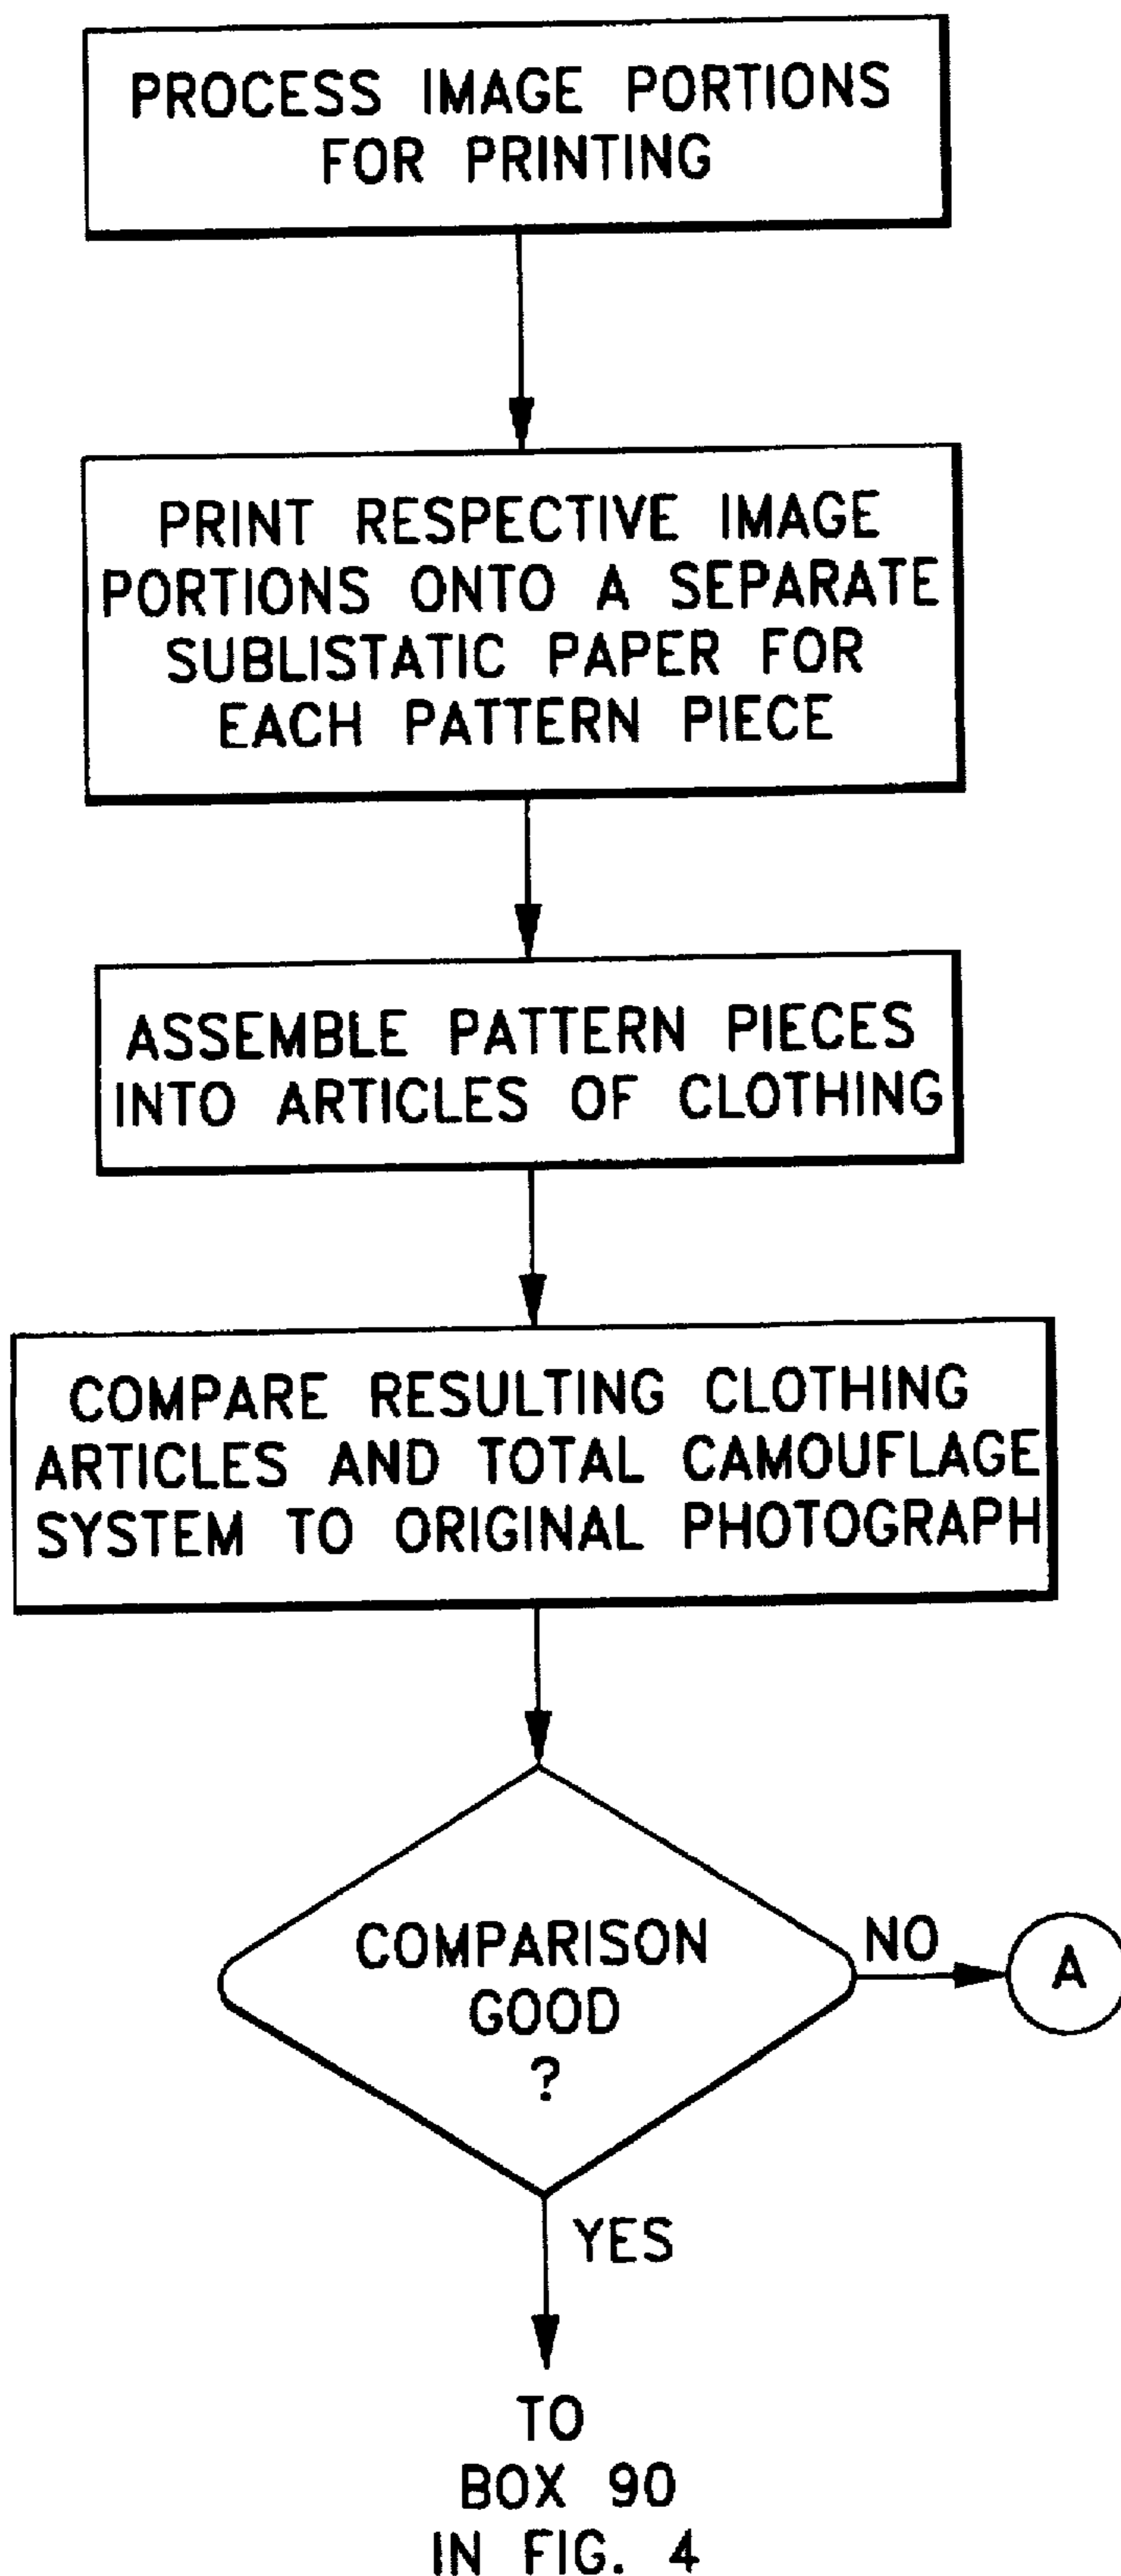 PROCESS IMAGE PORTIONS
FOR PRINTING
PRINT RESPECTIVE IMAGE
PORTIONS ONTO A SEPARATE
SUBLISTATIC PAPER FOR
EACH PATTERN PIECE
ASSEMBLE PATTERN PIECES
INTO ARTICLES OF CLOTHING
COMPARE RESULTING CLOTHING
ARTICLES AND TOTAL CAMOUFLAGE
SYSTEM TO ORIGINAL PHOTOGRAPH
COMPARISON
GOOD
?
NO
A
YES
TO
BOX 90
IN FIG. 4